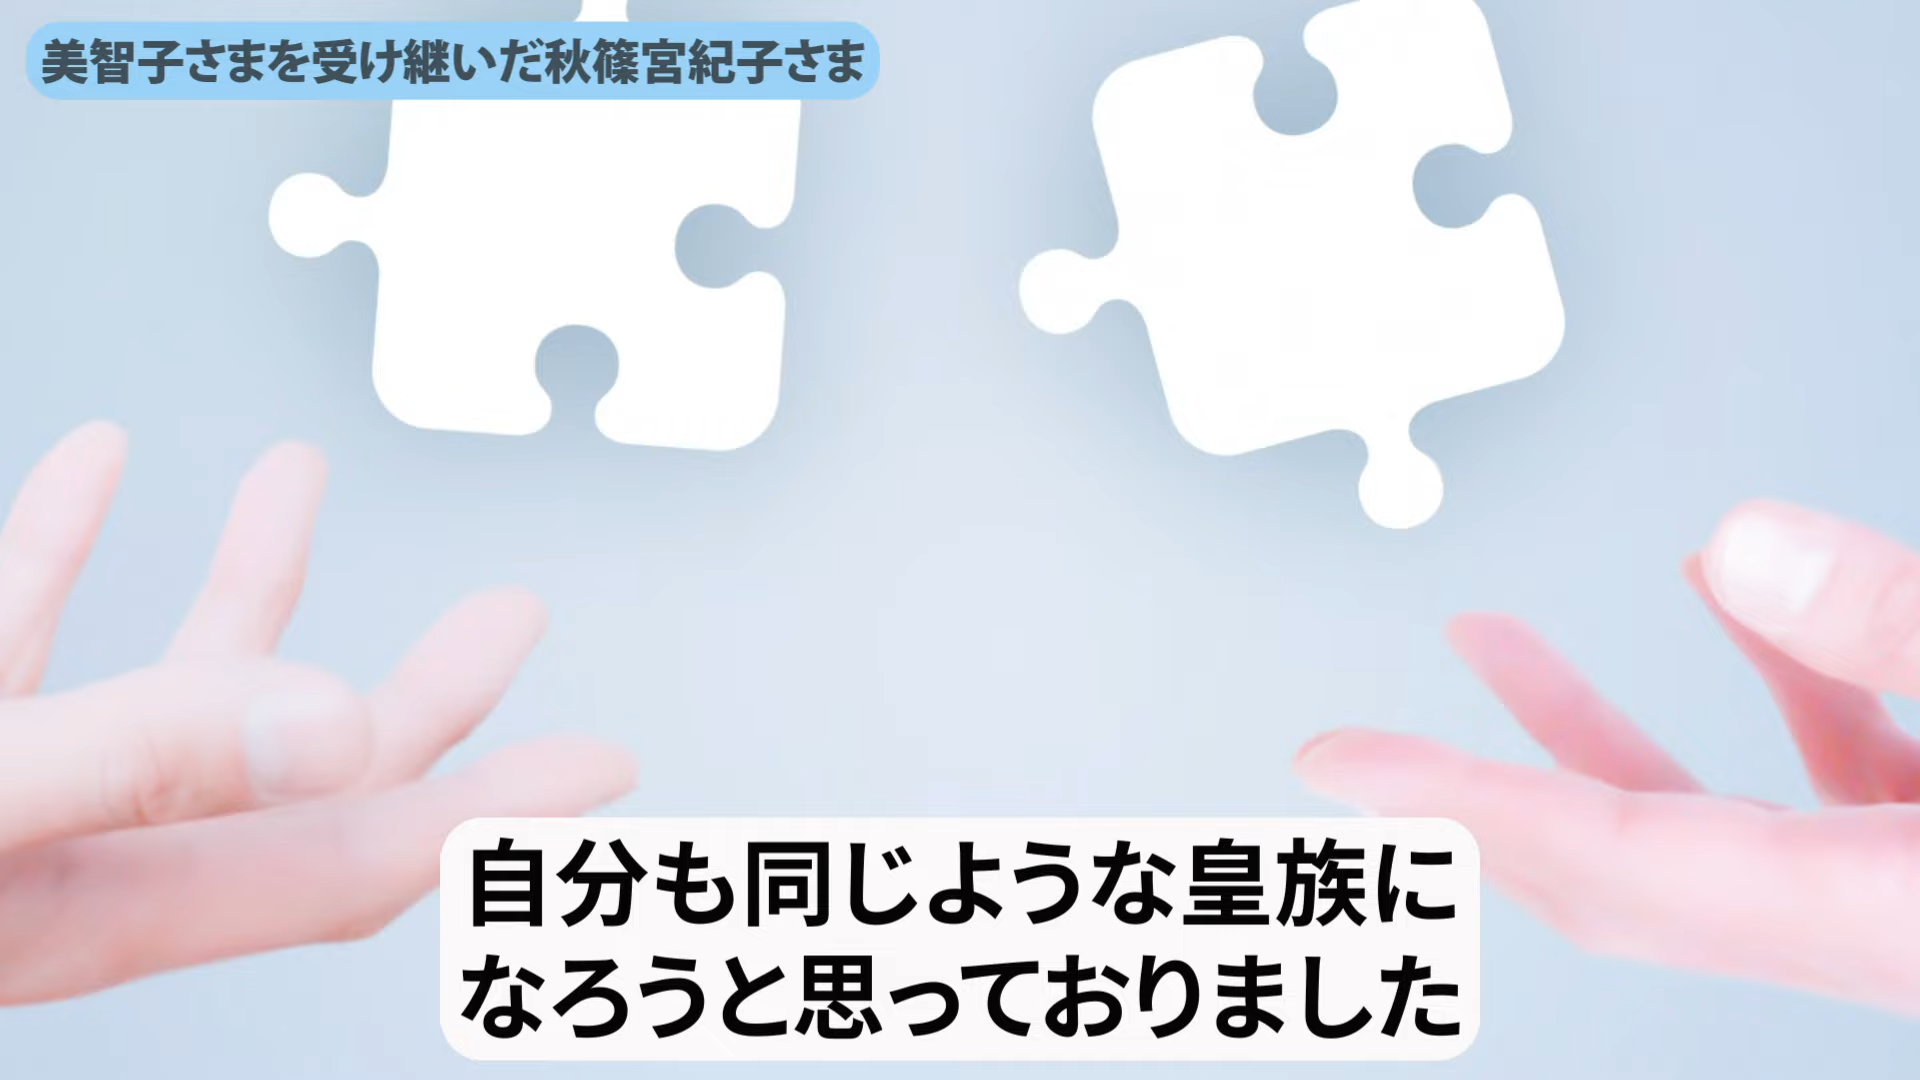 美智子さまを受け継いだ秋篠宮紀子さま
自分も同じような皇族に
なろうと思っておりました